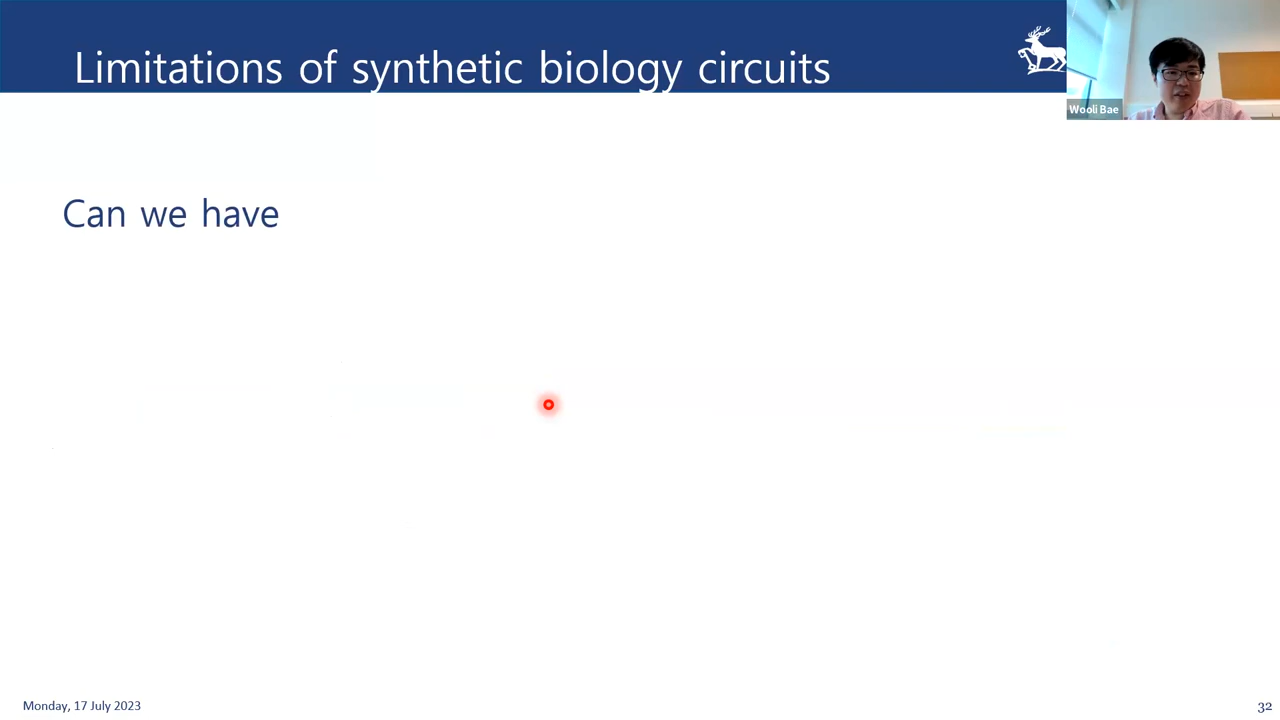 Limitations of synthetic biology circuits
Wooli Bae
Can we have
Monday, 17 July 2023
32